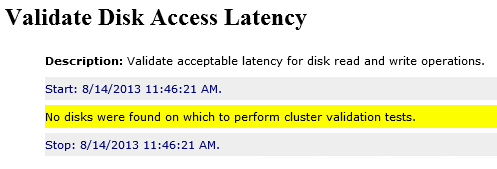 Validate Disk Access Latency
Description: Validate acceptable latency for disk read and write operations.
Start: 8/14/2013 11:46:21 AM.
No disks were found on which to perform cluster validation tests.
Stop: 8/14/2013 11:46:21 AM.